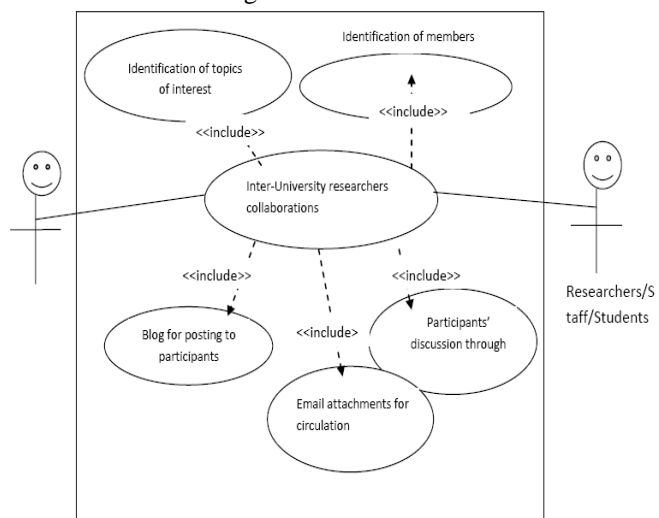 Identification of members
Identification of topics
of interest
<<include>>
<<include>>
Inter-University researchers
collaborations
<<include>>
<<include>>
Researchers/S
taff/Students
<<include>
Participants'
discussion through
Blog for posting to
participants
Email attachments for
circulation